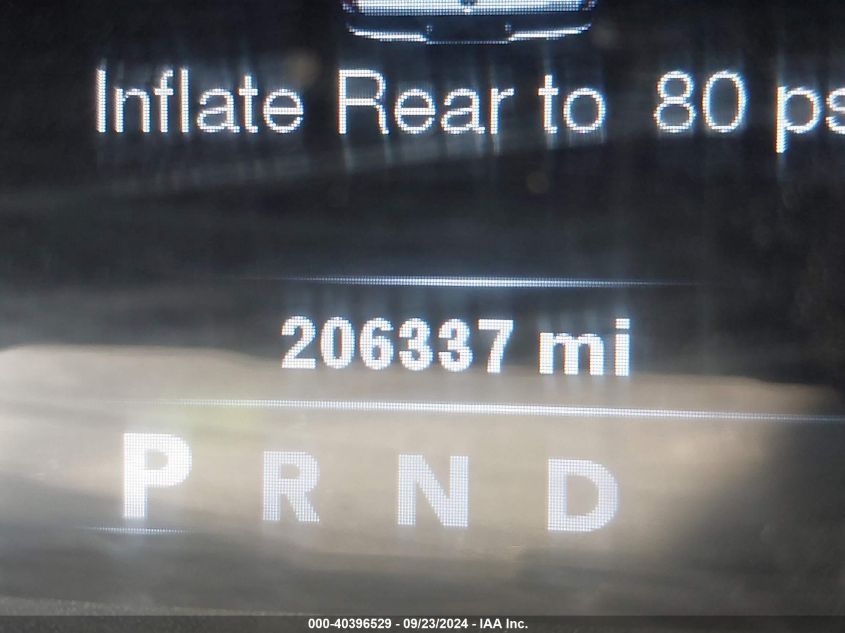 Inflate Rear to 80 ps
206337 mi
P R N D
000-40396529 - 09/23/2024 - IAA Inc.